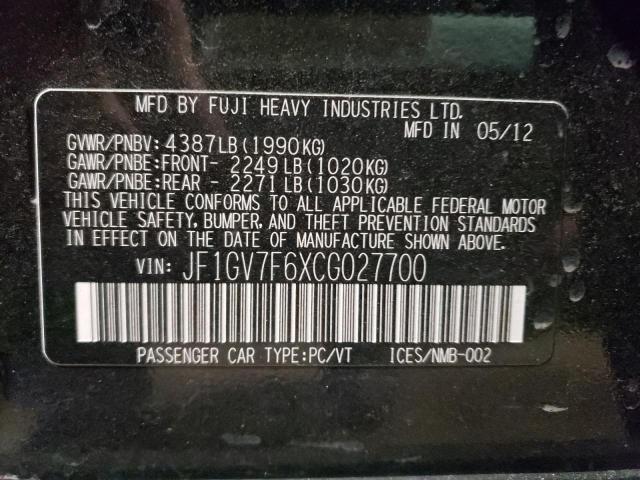 MFD BY FUJI HEAVY INDUSTRIES LTD.
MFD IN 05/12
GVWR/PNBV: 4387LB(1990KG)
GAWR/PNBE:FRONT- 2249LB(1020KG)
GAWR/PNBE:REAR - 2271LB(1030KG)
THIS VEHICLE CONFORMS TO ALL APPLICABLE FEDERAL MOTOR
VEHICLE SAFETY, BUMPER, AND THEFT PREVENTION STANDARDS
IN EFFECT ON THE DATE OF MANUFACTURE SHOWN ABOVE.
VIN: JF1GV7F6XCG027700
PASSENGER CAR TYPE:PC/VT ICES/NMB-002